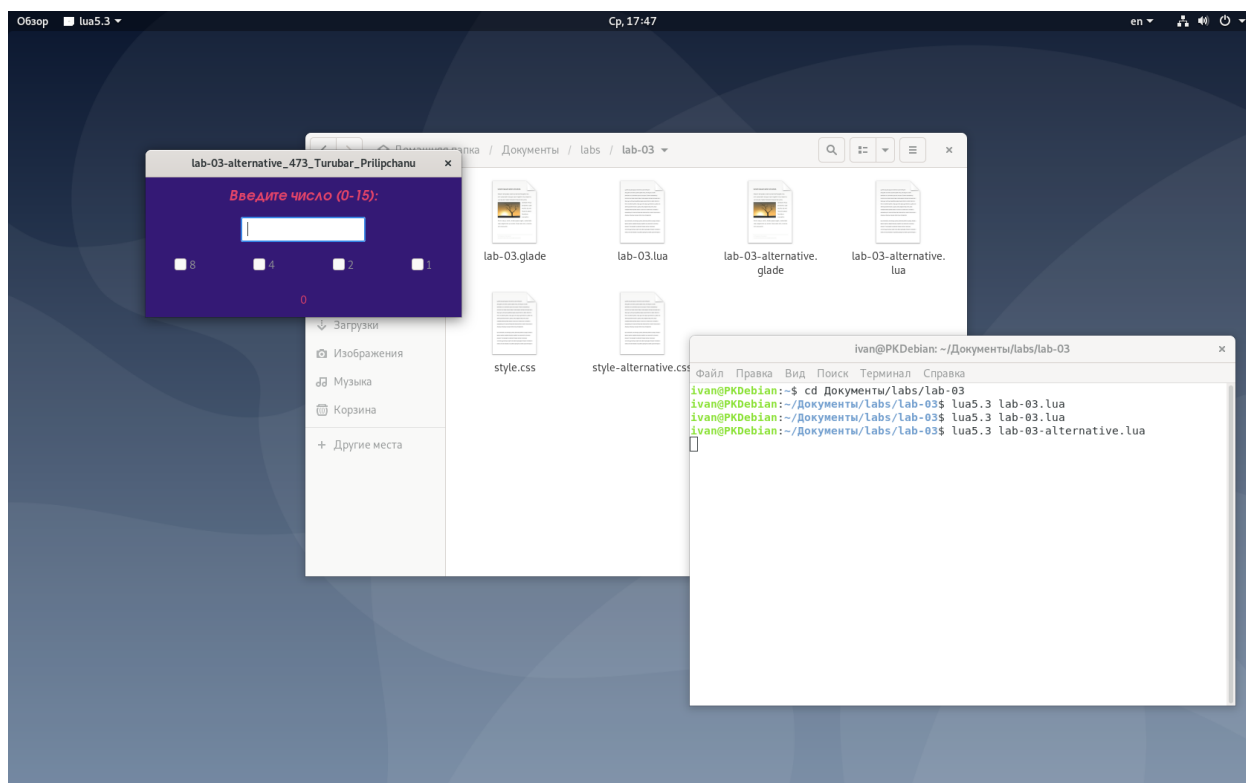 Обзор lua5.3 Ср, 17:47 en
Домашняя папка / Документы / labs / lab-03
lab-03-alternative_473_Turubar_Prilipchanu
Введите число (0-15):
8 4 2 1
0
Загрузки
Изображения
Музыка
Корзина
+ Другие места
lab-03.glade
lab-03.lua
lab-03-alternative.
glade
lab-03-alternative.
lua
style.css
style-alternative.css
ivan@PKDebian: ~/Документы/labs/lab-03
Файл Правка Вид Поиск Терминал Справка
ivan@PKDebian:~$ cd Документы/labs/lab-03
ivan@PKDebian:~/Документы/labs/lab-03$ lua5.3 lab-03.lua
ivan@PKDebian:~/Документы/labs/lab-03$ lua5.3 lab-03.lua
ivan@PKDebian:~/Документы/labs/lab-03$ lua5.3 lab-03-alternative.lua